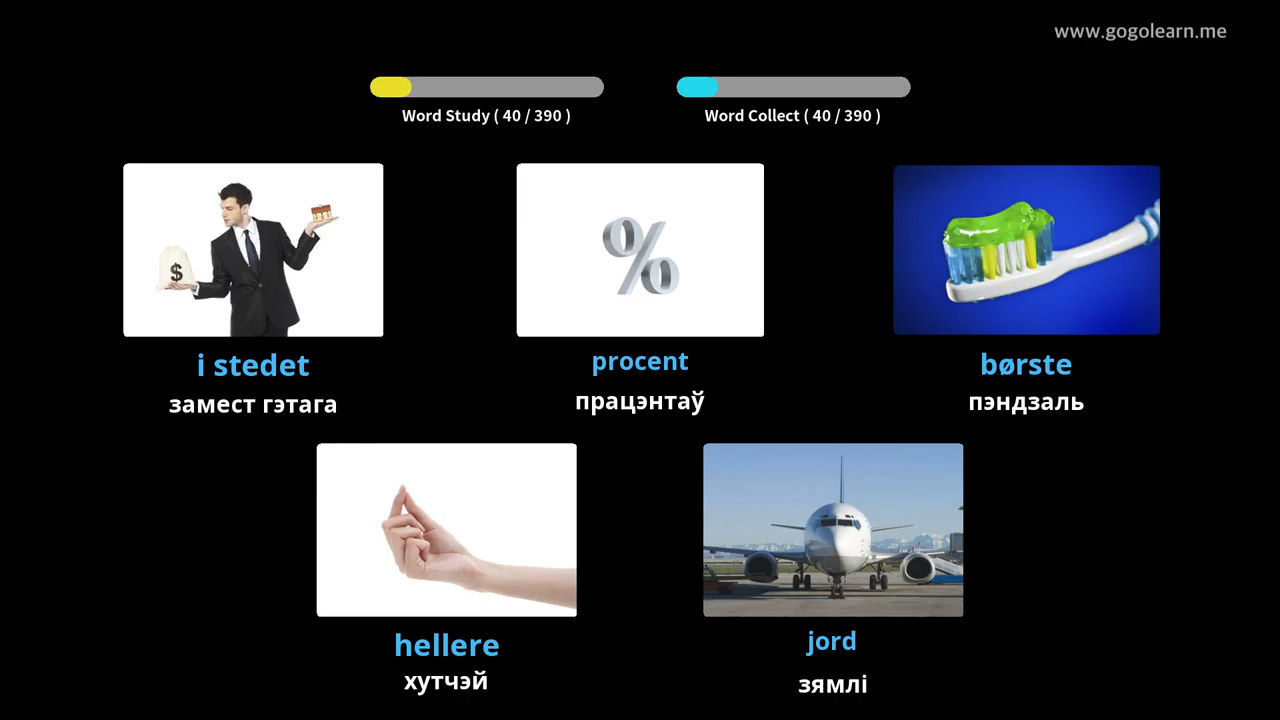 www.gogolearn.me
Word Study ( 40 / 390 )
Word Collect ( 40 / 390 )
$
%
i stedet
замест гэтага
procent
працэнтаў
børste
пэндзаль
hellere
хутчэй
jord
зямлі